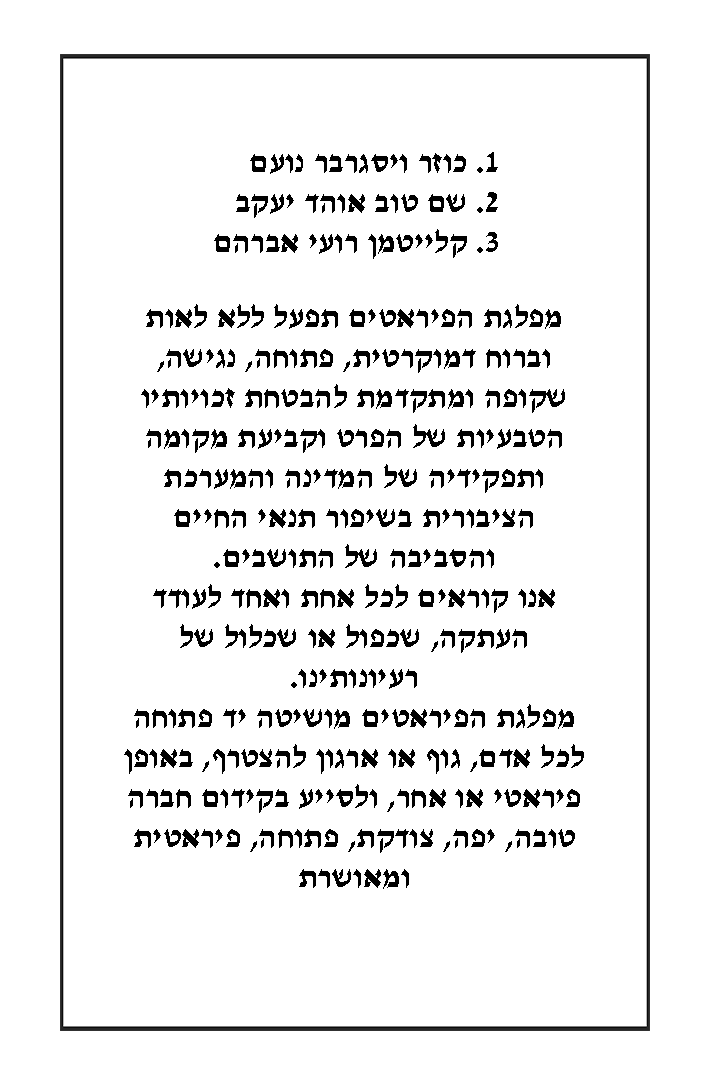 1. כוזר ויסגרבר נועם
2. שם טוב אוהד יעקב
3. קלייטמן רועי אברהם
מפלגת הפיראטים תפעל ללא לאות
וברוח דמוקרטית, פתוחה, נגישה,
שקופה ומתקדמת להבטחת זכויותיו
הטבעיות של הפרט וקביעת מקומה
ותפקידיה של המדינה והמערכת
הציבורית בשיפור תנאי החיים
והסביבה של התושבים.
אנו קוראים לכל אחת ואחד לעודד
העתקה, שכפול או שכלול של
רעיונותינו.
מפלגת הפיראטים מושיטה יד פתוחה
לכל אדם, גוף או ארגון להצטרף, באופן
פיראטי או אחר, ולסייע בקידום חברה
טובה, יפה, צודקת, פתוחה, פיראטית
ומאושרת